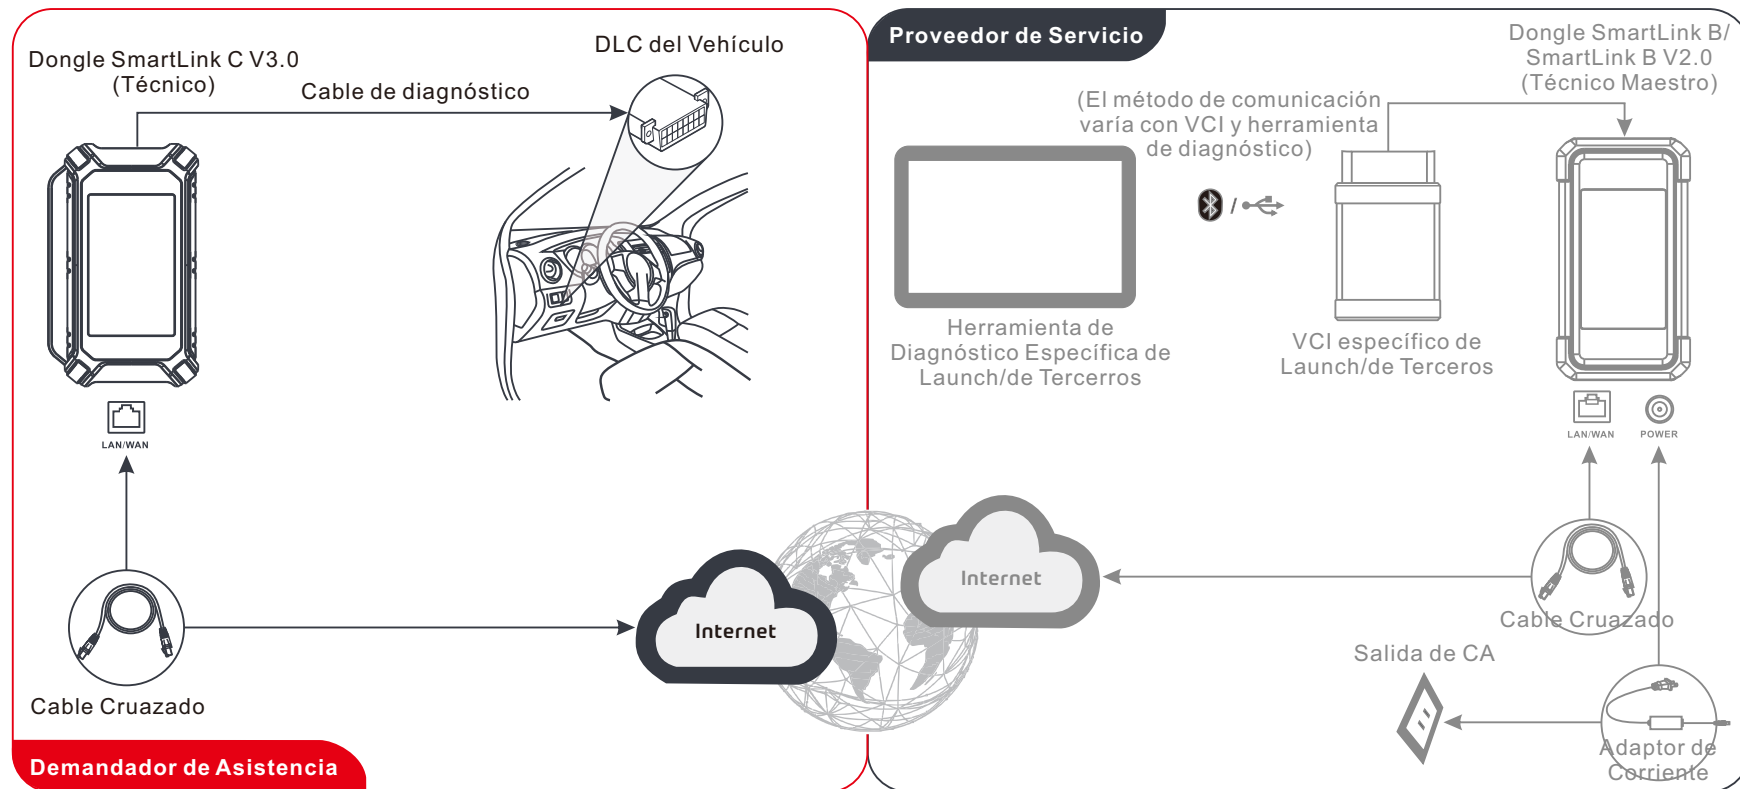 Dongle SmartLink C V3.0
(Técnico)
Cable de diagnóstico
DLC del Vehículo
LAN/WAN
Internet
Cable Cruazado
Demandador de Asistencia
Proveedor de Servicio
Dongle SmartLink B/
SmartLink B V2.0
(Técnico Maestro)
(El método de comunicación
varía con VCI y herramienta
de diagnóstico)
/
Herramienta de
Diagnóstico Específica de
Launch/de Tercerros
VCI específico de
Launch/de Terceros
LAN/WAN
POWER
Internet
Cable Cruazado
Salida de CA
Adaptor de
Corriente